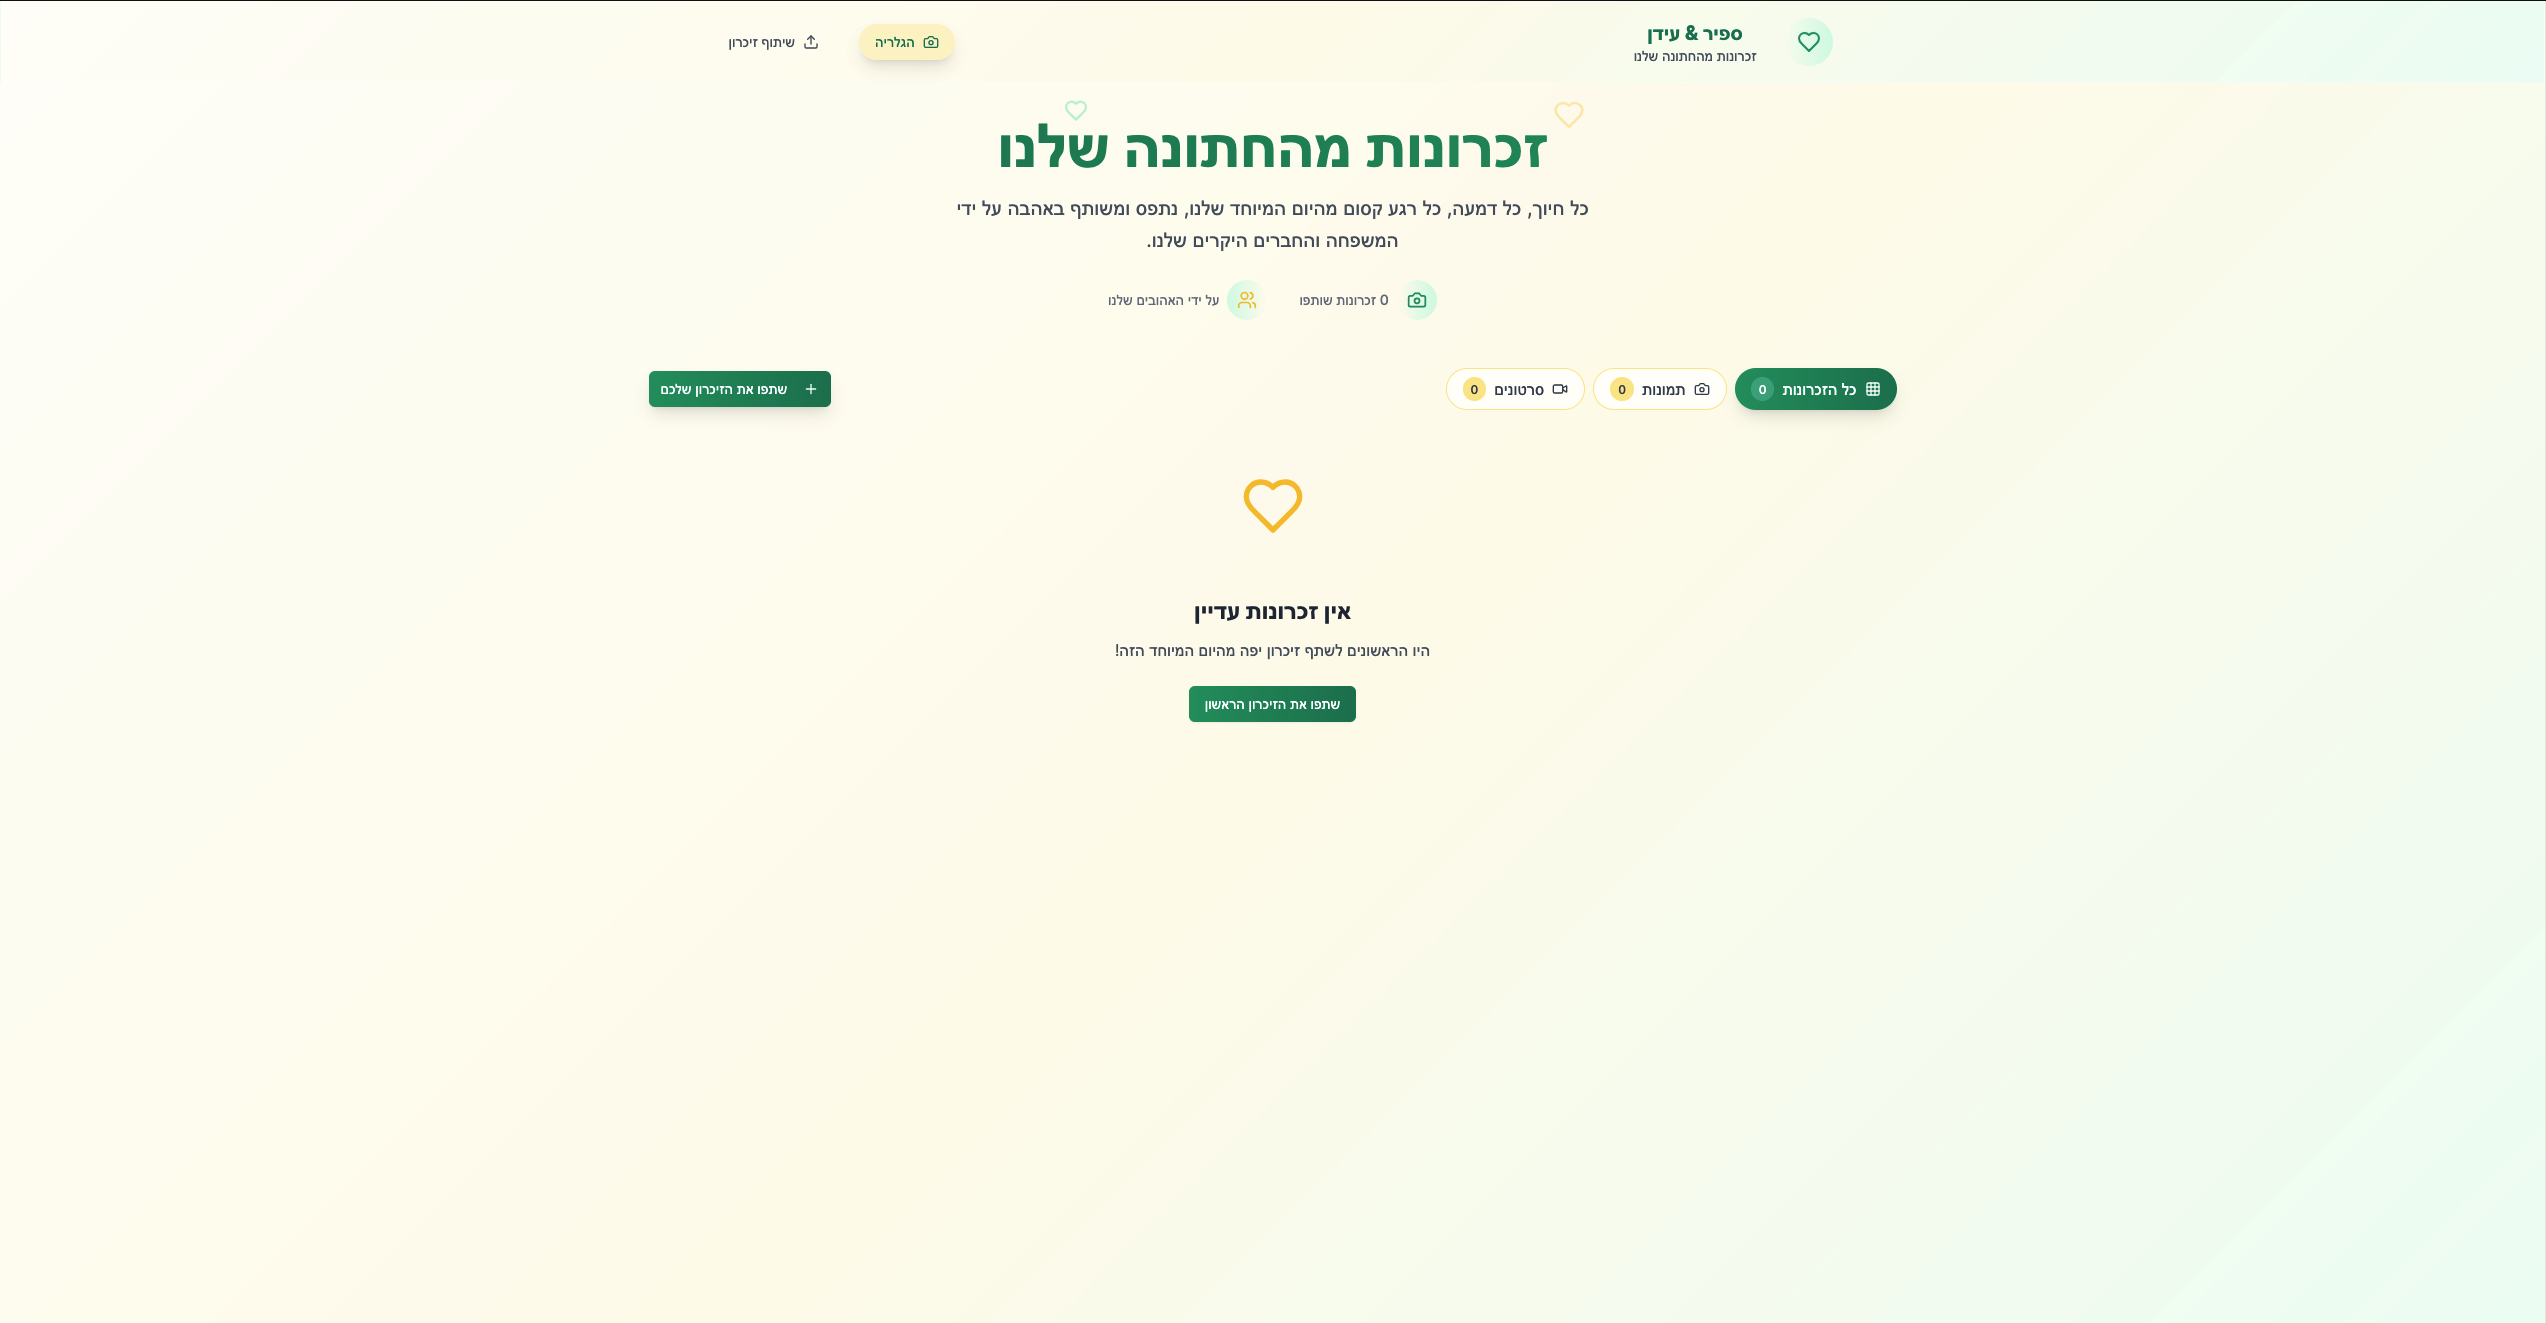 ספיר & עידן
זכרונות מהחתונה שלנו
הגלריה
שיתוף זיכרון
זכרונות מהחתונה שלנו
כל חיוך, כל דמעה, כל רגע קסום מהיום המיוחד שלנו, נתפס ומשותף באהבה על ידי
המשפחה והחברים היקרים שלנו.
0 זכרונות שותפו
על ידי האהובים שלנו
כל הזכרונות 0
תמונות 0
סרטונים 0
שתפו את הזיכרון שלכם
אין זכרונות עדיין
היו הראשונים לשתף זיכרון יפה מהיום המיוחד הזה!
שתפו את הזיכרון הראשון